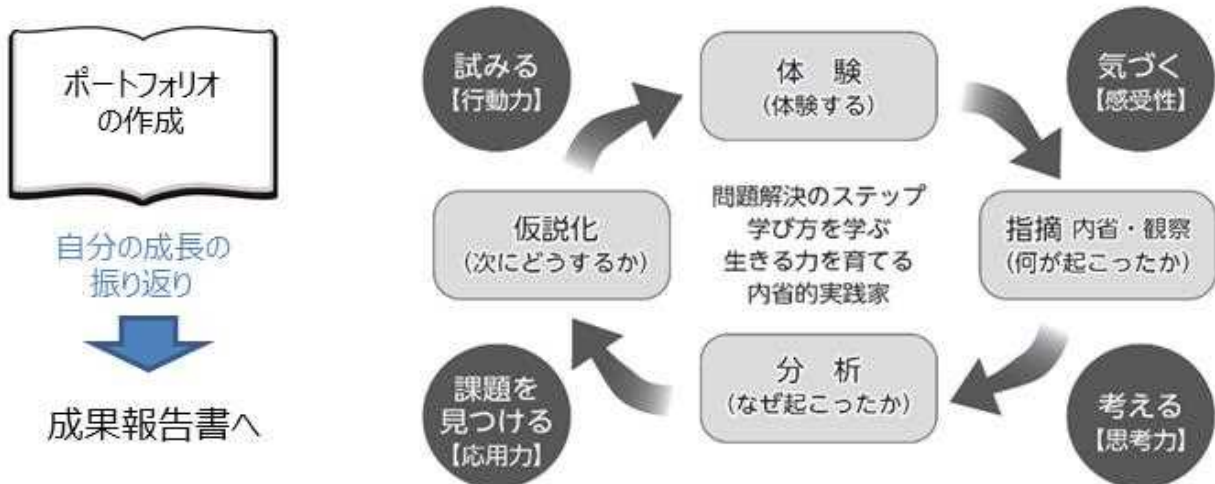 ポートフォリオ
の作成
自分の成長の
振り返り
成果報告書へ
試みる
【行動力】
体　験
(体験する)
気づく
【感受性】
仮説化
(次にどうするか)
問題解決のステップ
学び方を学ぶ
生きる力を育てる
内省的実践家
指摘 内省・観察
(何が起こったか)
課題を
見つける
【応用力】
分　析
(なぜ起こったか)
考える
【思考力】